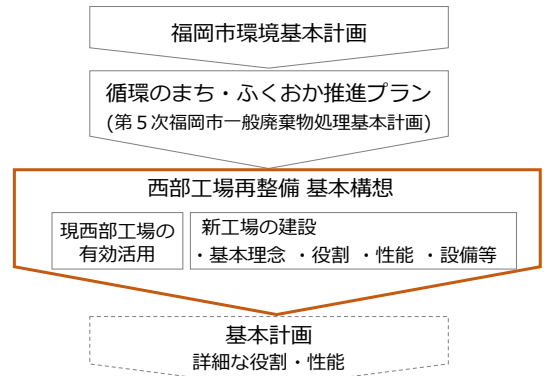 福岡市環境基本計画
循環のまち・ふくおか推進プラン
(第５次福岡市一般廃棄物処理基本計画)
西部工場再整備 基本構想
現西部工場の
有効活用
新工場の建設
・基本理念 ・役割 ・性能 ・設備等
基本計画
詳細な役割・性能